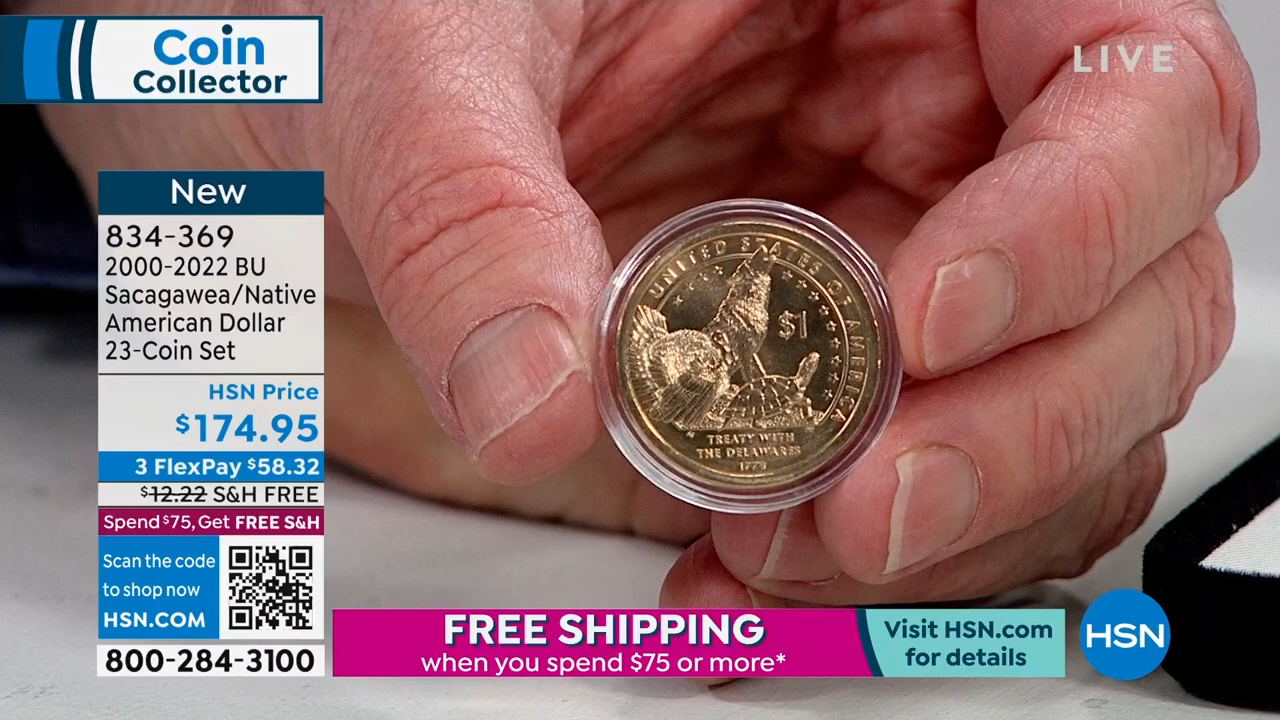 Coin
Collector
LIVE
New
834-369
2000-2022 BU
Sacagawea/Native
American Dollar
23-Coin Set
HSN Price
$174.95
3 FlexPay $58.32
$12.22 S&H FREE
Spend $75, Get FREE S&H
Scan the code
to shop now
HSN.COM
800-284-3100
UNITED STATES OF AMERICA
$1
TREATY WITH
THE DELAWARES
1778
FREE SHIPPING
when you spend $75 or more*
Visit HSN.com
for details
HSN